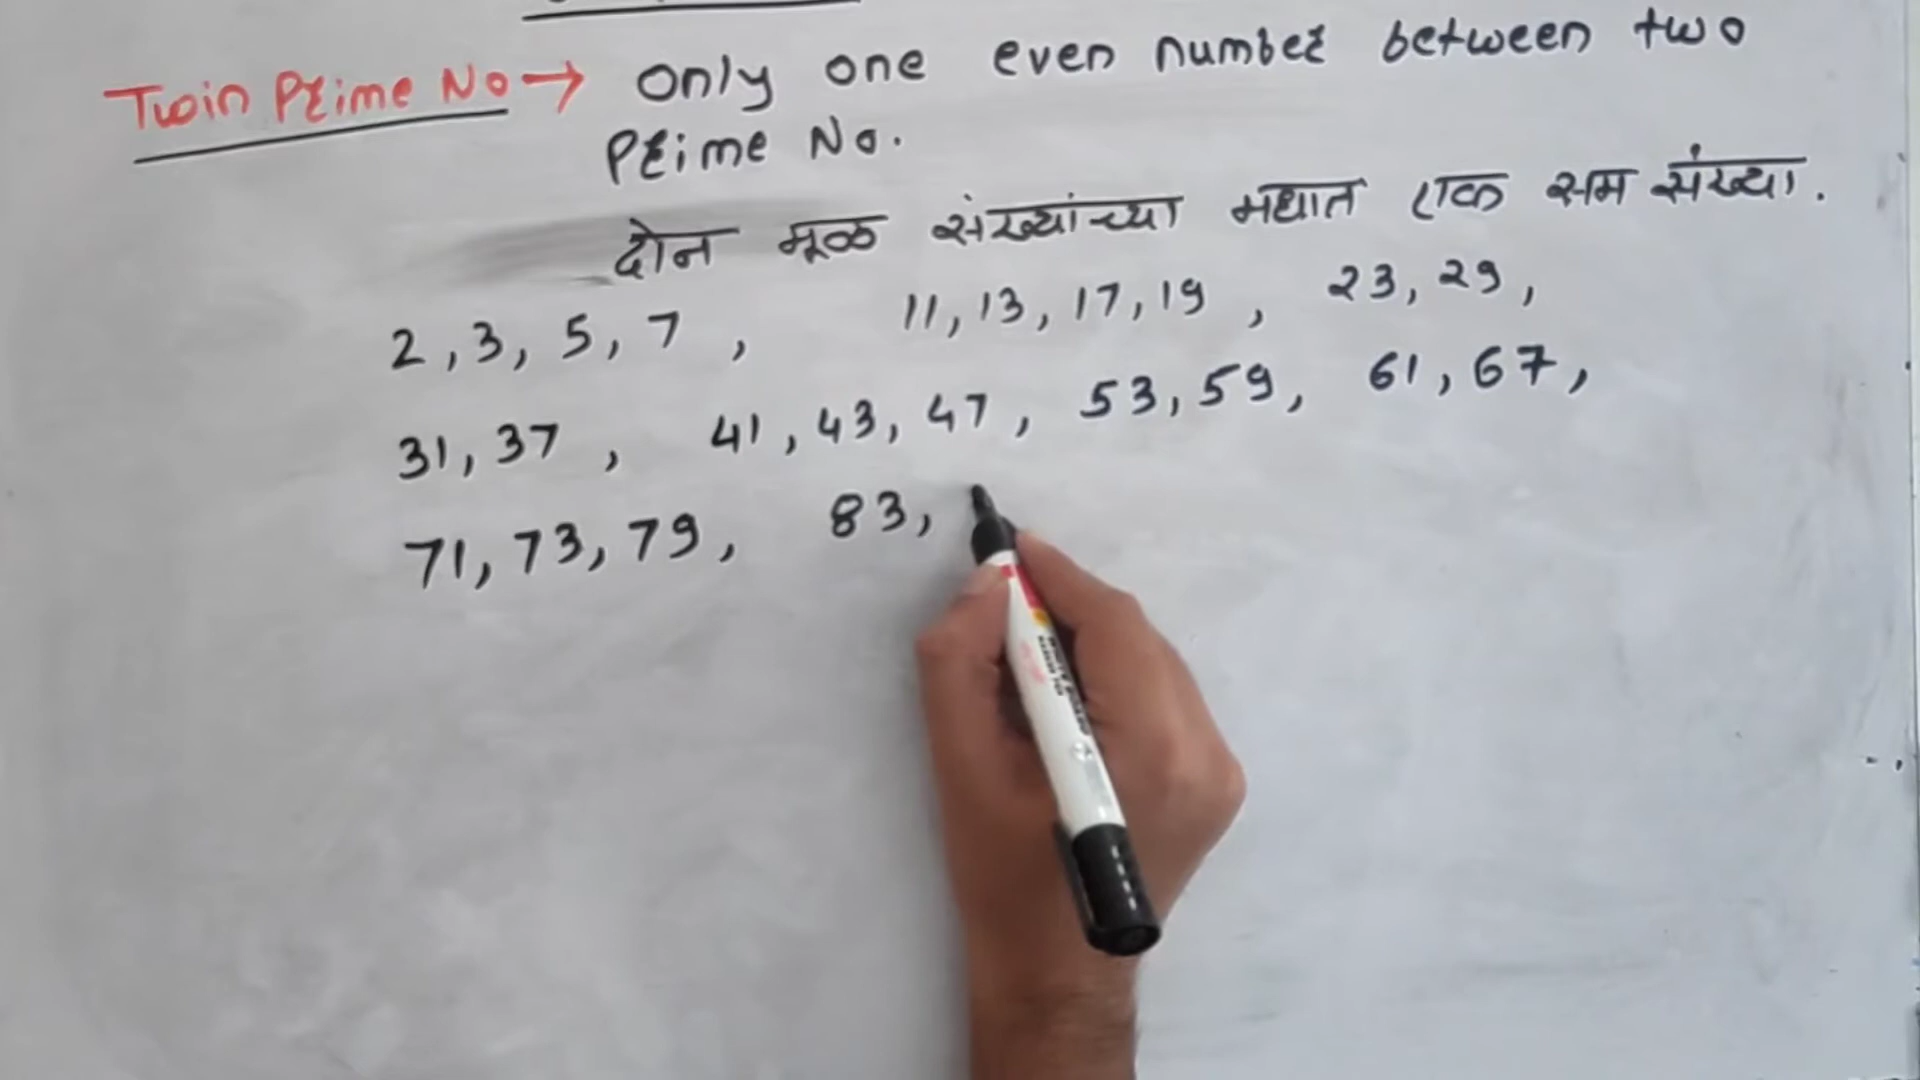 Twin Prime No → Only one even number between two
Prime No.
दोन मूळ संख्यांच्या मधात एक सम संख्या.
2, 3, 5, 7, 11, 13, 17, 19, 23, 29,
31, 37, 41, 43, 47, 53, 59, 61, 67,
71, 73, 79, 83,